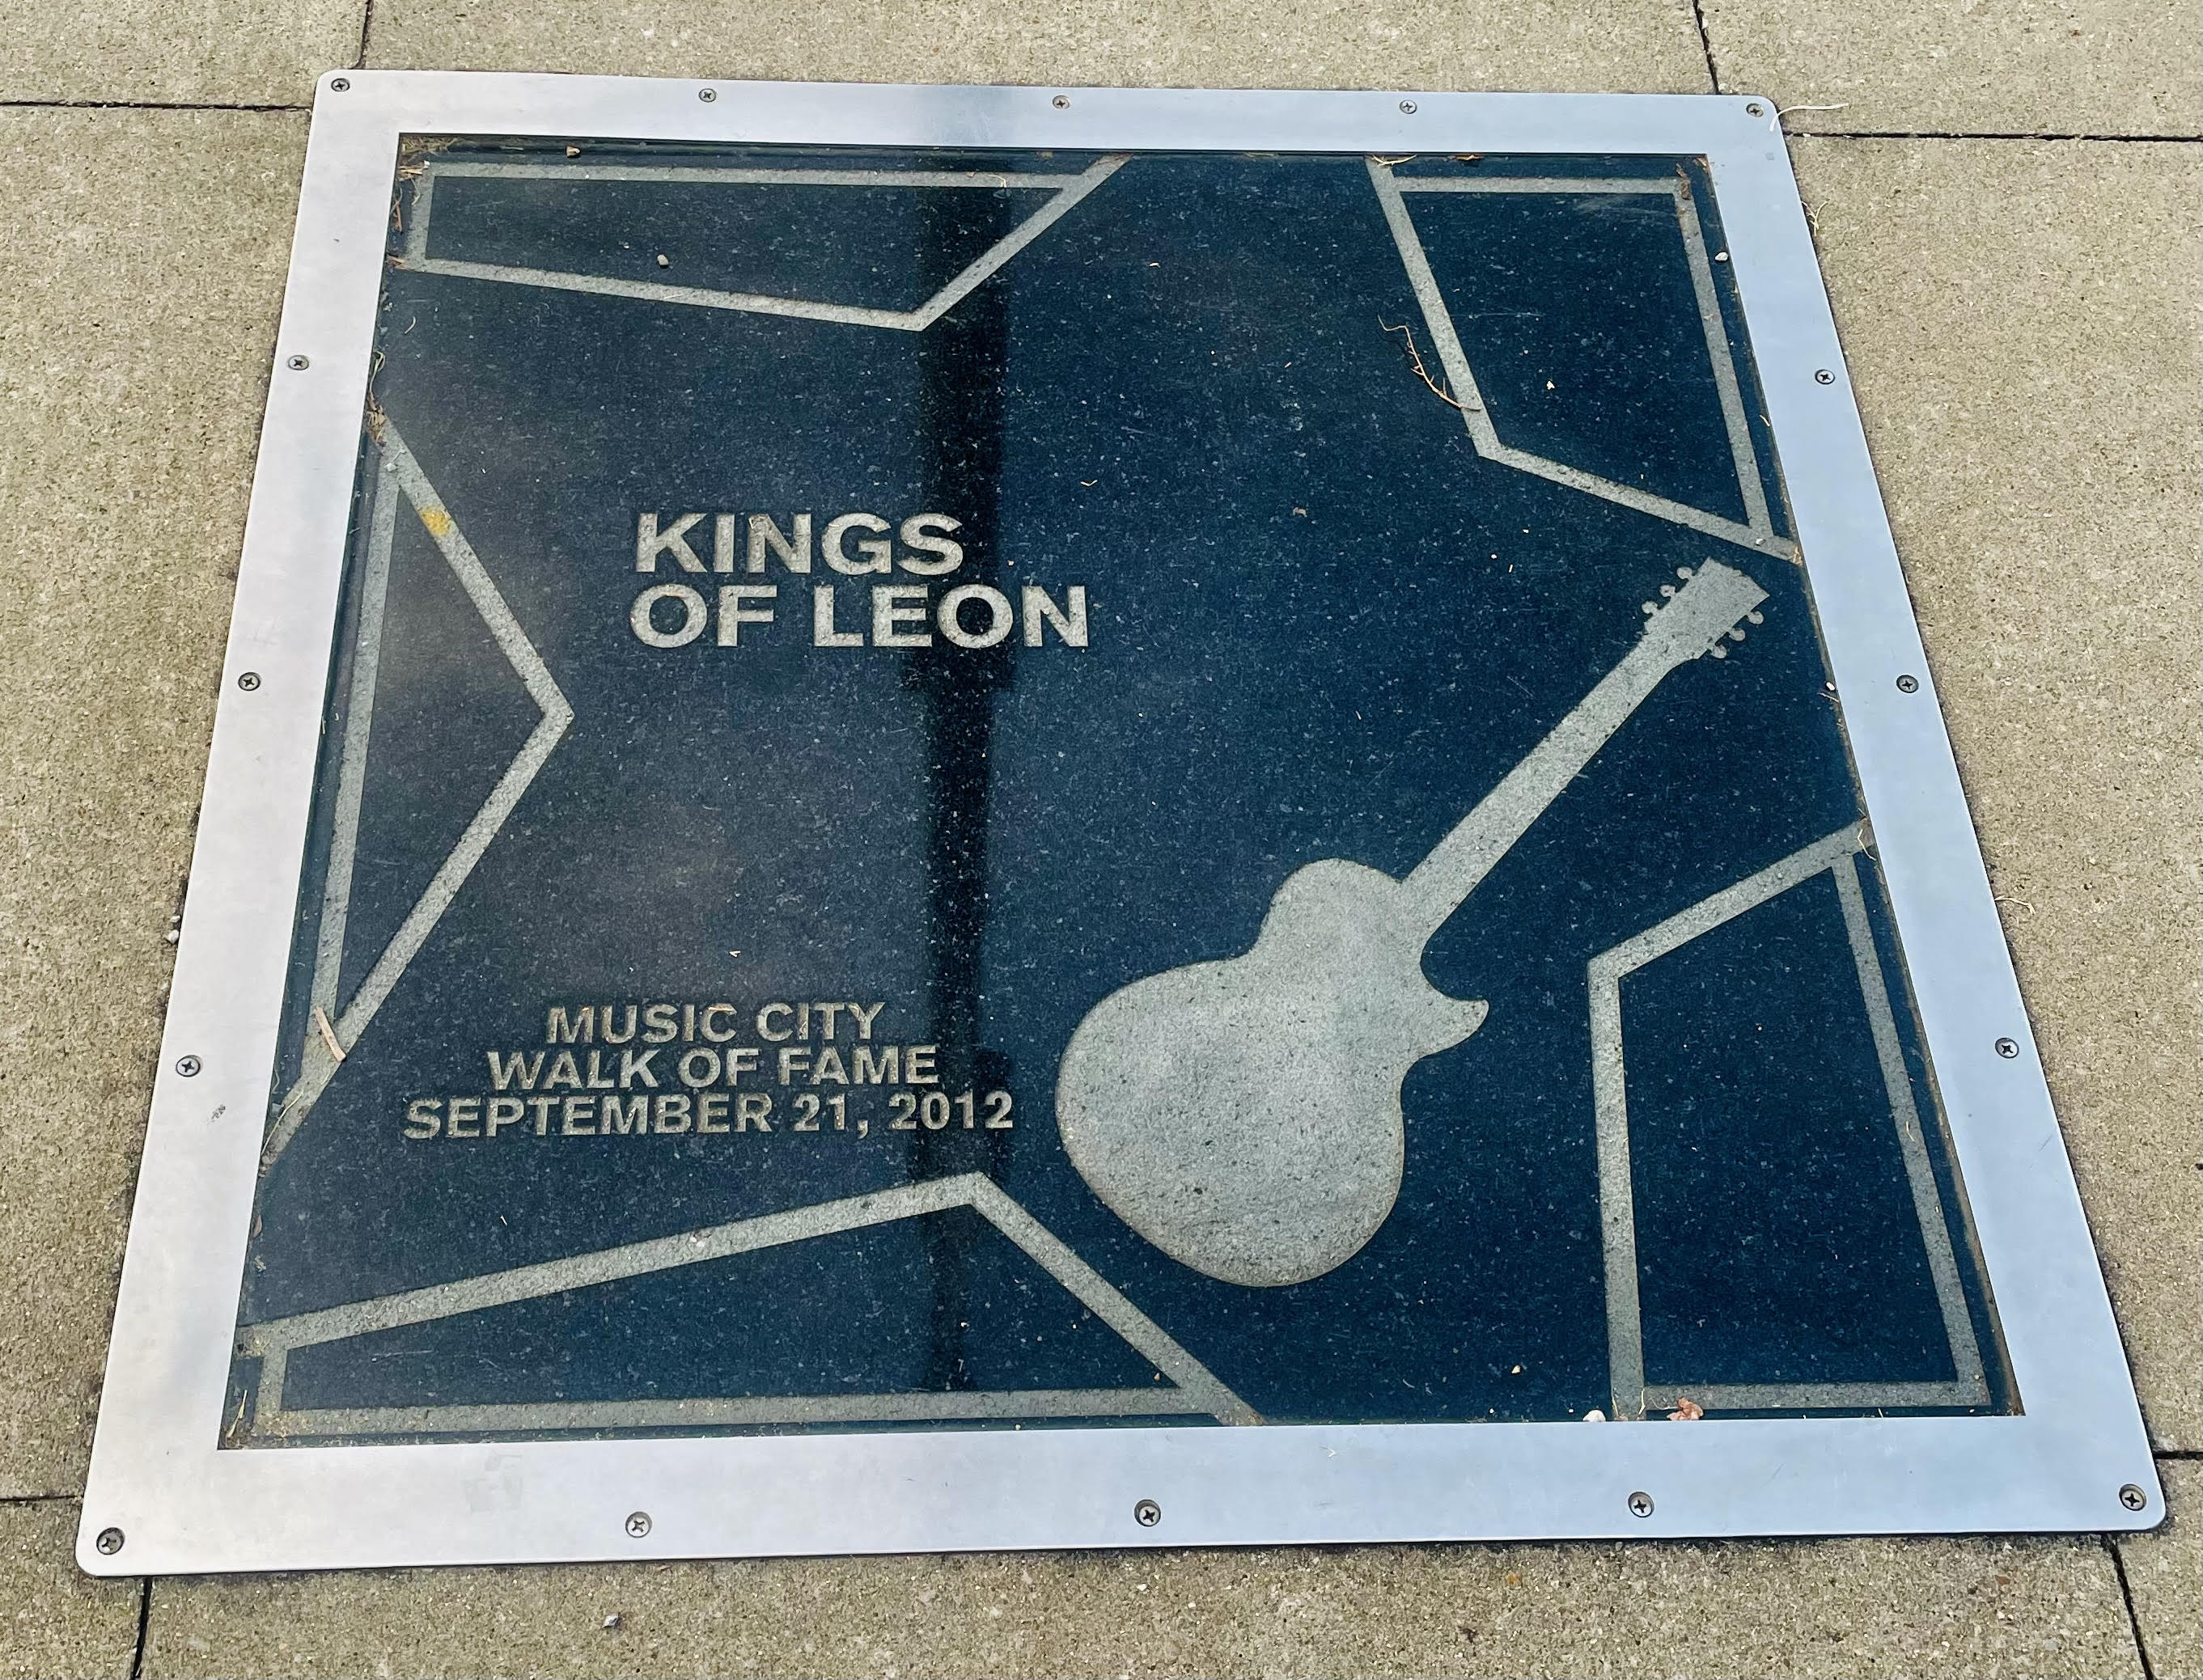 KINGS
OF LEON
MUSIC CITY
WALK OF FAME
SEPTEMBER 21, 2012